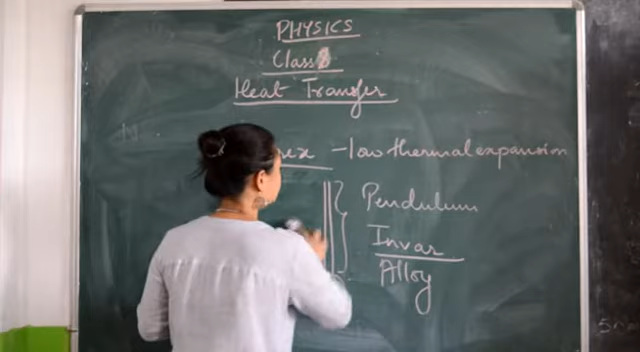 PHYSICS
Class 8
Heat Transfer
- low thermal expansion
Pendulum
Invar
Alloy